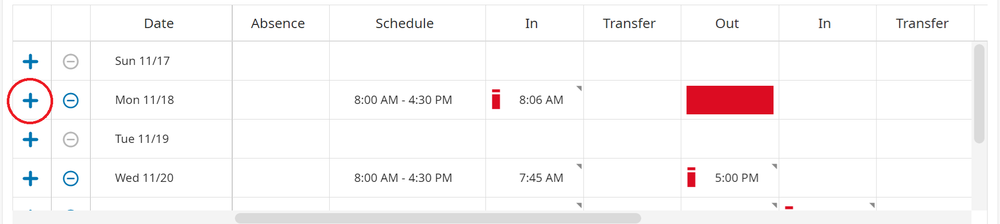 Date Absence Schedule In Transfer Out In Transfer
Sun 11/17
Mon 11/18 8:00 AM - 4:30 PM 8:06 AM
Tue 11/19
Wed 11/20 8:00 AM - 4:30 PM 7:45 AM 5:00 PM